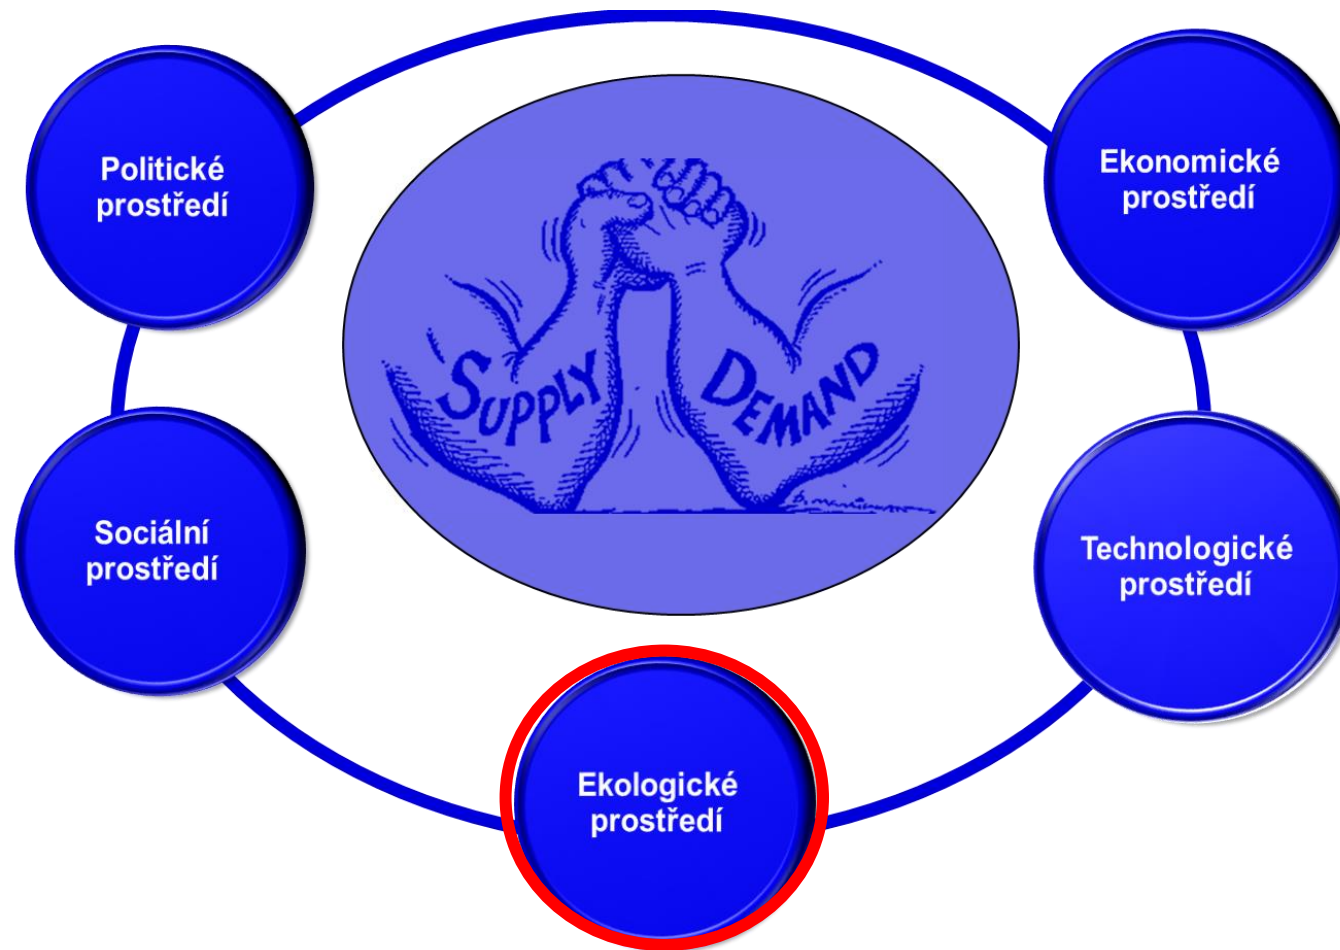 Politické
prostředí
Ekonomické
prostředí
SUPPLY
DEMAND
Sociální
prostředí
Technologické
prostředí
Ekologické
prostředí